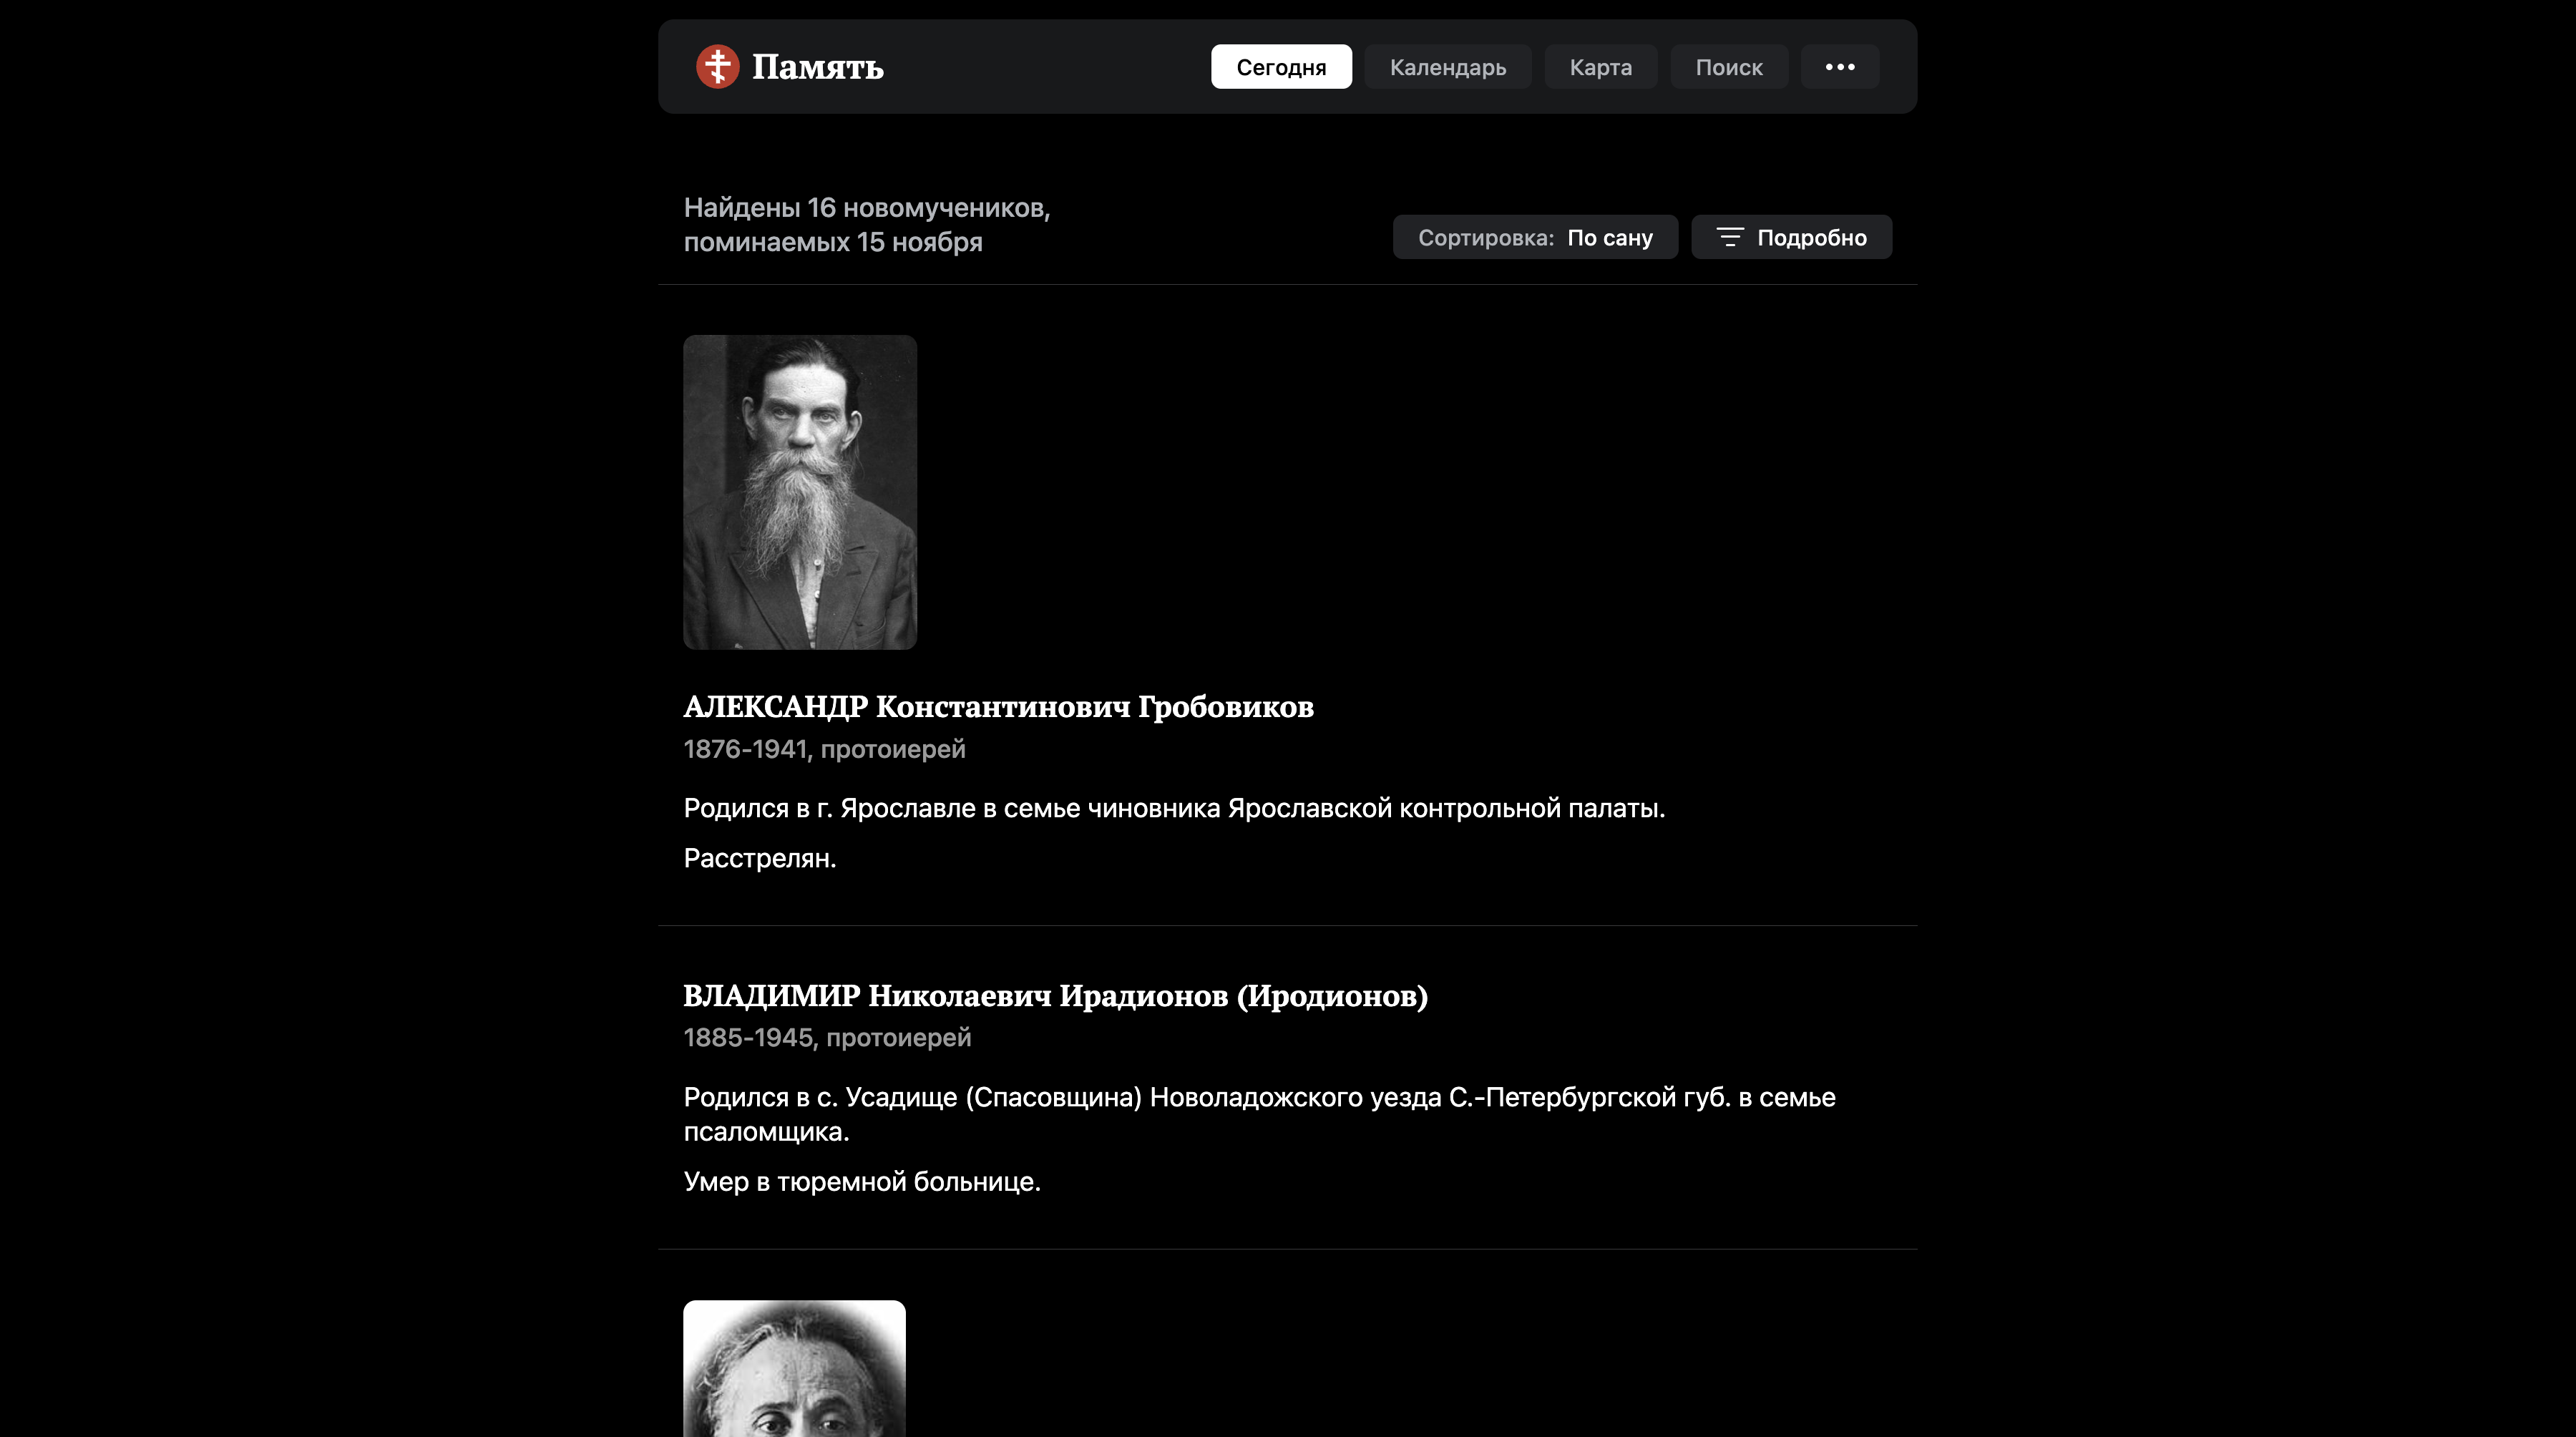 Память
Сегодня
Календарь
Карта
Поиск
Найдены 16 новомучеников,
поминаемых 15 ноября
Сортировка: По сану
Подробно
АЛЕКСАНДР Константинович Гробовиков
1876-1941, протоиерей
Родился в г. Ярославле в семье чиновника Ярославской контрольной палаты.
Расстрелян.
ВЛАДИМИР Николаевич Ирадионов (Иродионов)
1885-1945, протоиерей
Родился в с. Усадище (Спасовщина) Новоладожского уезда С.-Петербургской губ. в семье
псаломщика.
Умер в тюремной больнице.